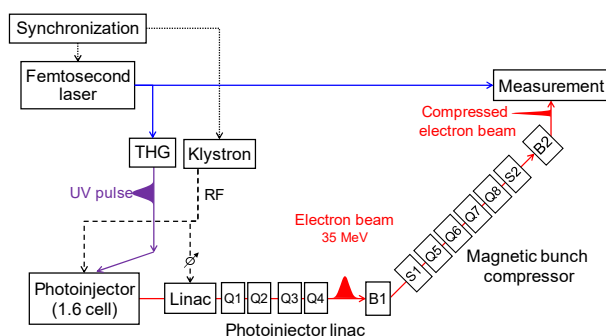 Synchronization
Femtosecond
laser
Measurement
Compressed
electron beam
THG
Klystron
B2
UV pulse
RF
S2
Q8
Q7
Q6
Q5
S1
Electron beam
35 MeV
Magnetic bunch
compressor
Photoinjector
(1.6 cell)
Linac
Q1
Q2
Q3
Q4
B1
Photoinjector linac